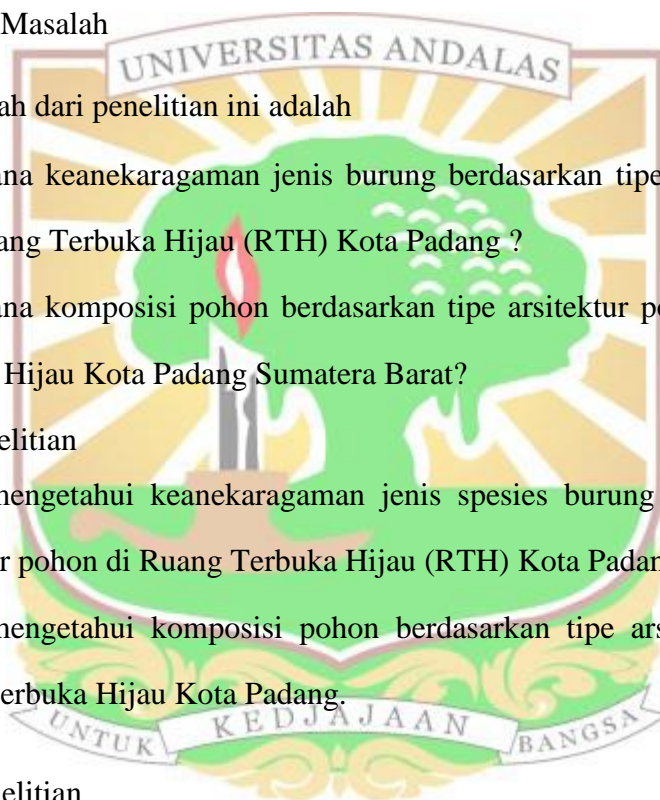 Masalah
UNIVERSITAS ANDALAS
ah dari penelitian ini adalah
ana keanekaragaman jenis burung berdasarkan tipe
ang Terbuka Hijau (RTH) Kota Padang ?
ana komposisi pohon berdasarkan tipe arsitektur po
Hijau Kota Padang Sumatera Barat?
elitian
mengetahui keanekaragaman jenis spesies burung
r pohon di Ruang Terbuka Hijau (RTH) Kota Padan
mengetahui komposisi pohon berdasarkan tipe ars
erbuka Hijau Kota Padang.
UNTUK KEDJAJAAN BANGSA
elitian